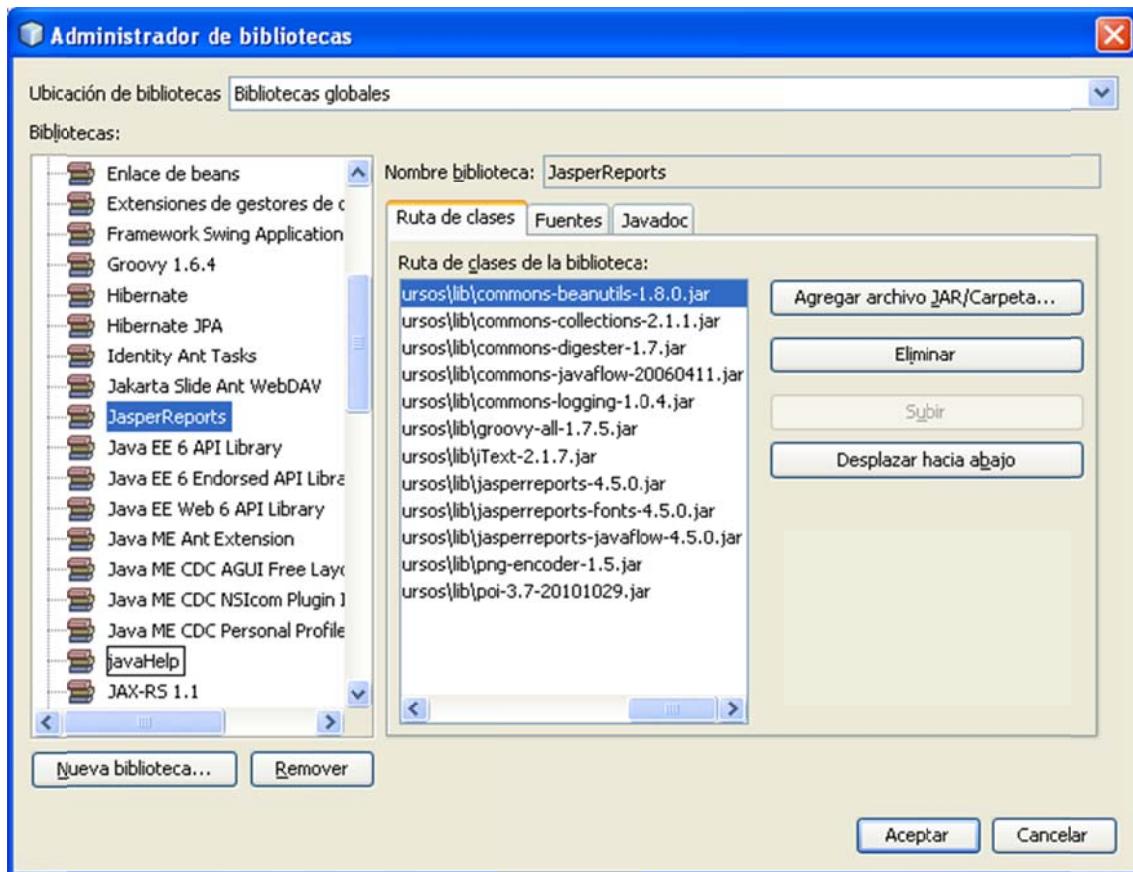 Administrador de bibliotecas
Ubicación de bibliotecas Bibliotecas globales
Bibliotecas:
Enlace de beans
Extensiones de gestores de c
Framework Swing Application
Groovy 1.6.4
Hibernate
Hibernate JPA
Identity Ant Tasks
Jakarta Slide Ant WebDAV
JasperReports
Java EE 6 API Library
Java EE 6 Endorsed API Libra
Java EE Web 6 API Library
Java ME Ant Extension
Java ME CDC AGUI Free Layo
Java ME CDC NSIcom Plugin 1
Java ME CDC Personal Profile
javaHelp
JAX-RS 1.1
Nueva biblioteca... Remover
Nombre biblioteca: JasperReports
Ruta de clases Fuentes Javadoc
Ruta de clases de la biblioteca:
ursos\lib\commons-beanutils-1.8.0.jar
ursos\lib\commons-collections-2.1.1.jar
ursos\lib\commons-digester-1.7.jar
ursos\lib\commons-javaflow-20060411.jar
ursos\lib\commons-logging-1.0.4.jar
ursos\lib\groovy-all-1.7.5.jar
ursos\lib\iText-2.1.7.jar
ursos\lib\jasperreports-4.5.0.jar
ursos\lib\jasperreports-fonts-4.5.0.jar
ursos\lib\jasperreports-javaflow-4.5.0.jar
ursos\lib\png-encoder-1.5.jar
ursos\lib\poi-3.7-20101029.jar
Agregar archivo JAR/Carpeta...
Eliminar
Subir
Desplazar hacia abajo
Aceptar Cancelar